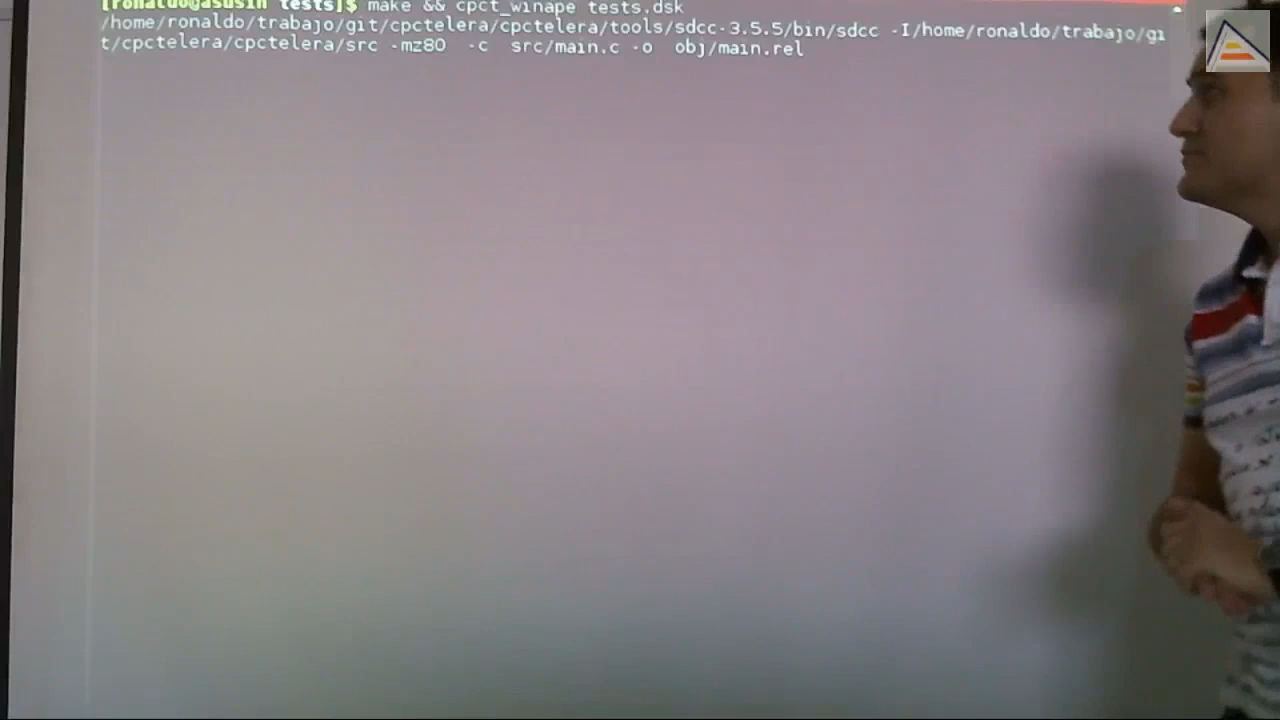 [ronaldo@asusin tests]$ make && cpct_winape tests.dsk
/home/ronaldo/trabajo/git/cpctelera/cpctelera/tools/sdcc-3.5.5/bin/sdcc -I/home/ronaldo/trabajo/gi
t/cpctelera/cpctelera/src -mz80 -c src/main.c -o obj/main.rel